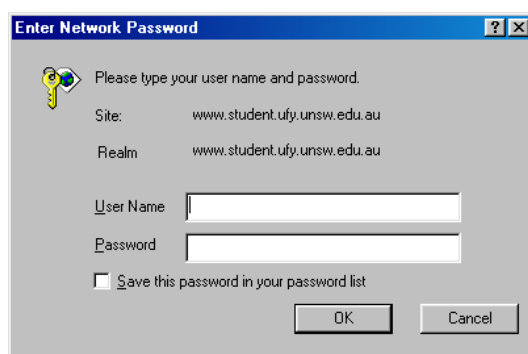 Enter Network Password
Please type your user name and password.
Site: www.student.ufy.unsw.edu.au
Realm www.student.ufy.unsw.edu.au
User Name
Password
Save this password in your password list
OK Cancel